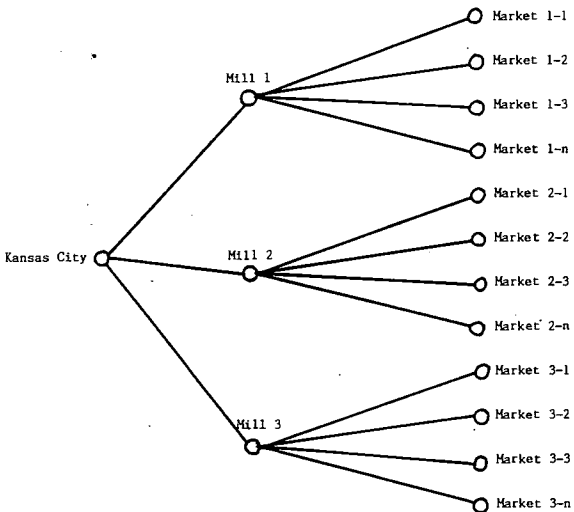 Market 1-1
Market 1-2
Mill 1
Market 1-3
Market 1-n
Market 2-1
Market 2-2
Kansas City
Mill 2
Market 2-3
Market 2-n
Market 3-1
Market 3-2
Mill 3
Market 3-3
Market 3-n